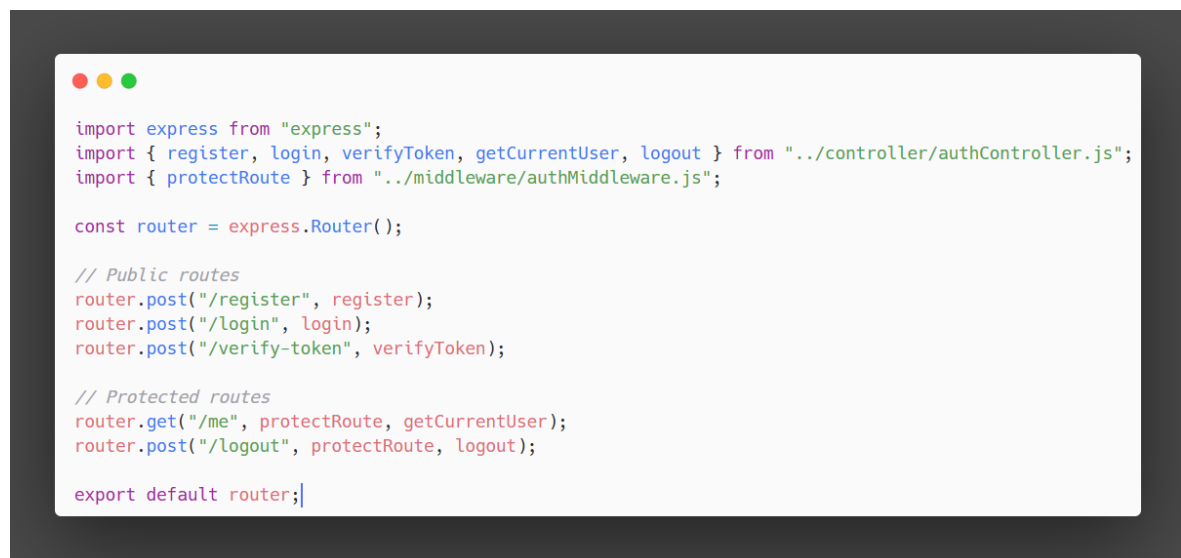 import express from "express";
import { register, login, verifyToken, getCurrentUser, logout } from "../controller/authController.js";
import { protectRoute } from "../middleware/authMiddleware.js";
const router = express.Router();
// Public routes
router.post("/register", register);
router.post("/login", login);
router.post("/verify-token", verifyToken);
// Protected routes
router.get("/me", protectRoute, getCurrentUser);
router.post("/logout", protectRoute, logout);
export default router;